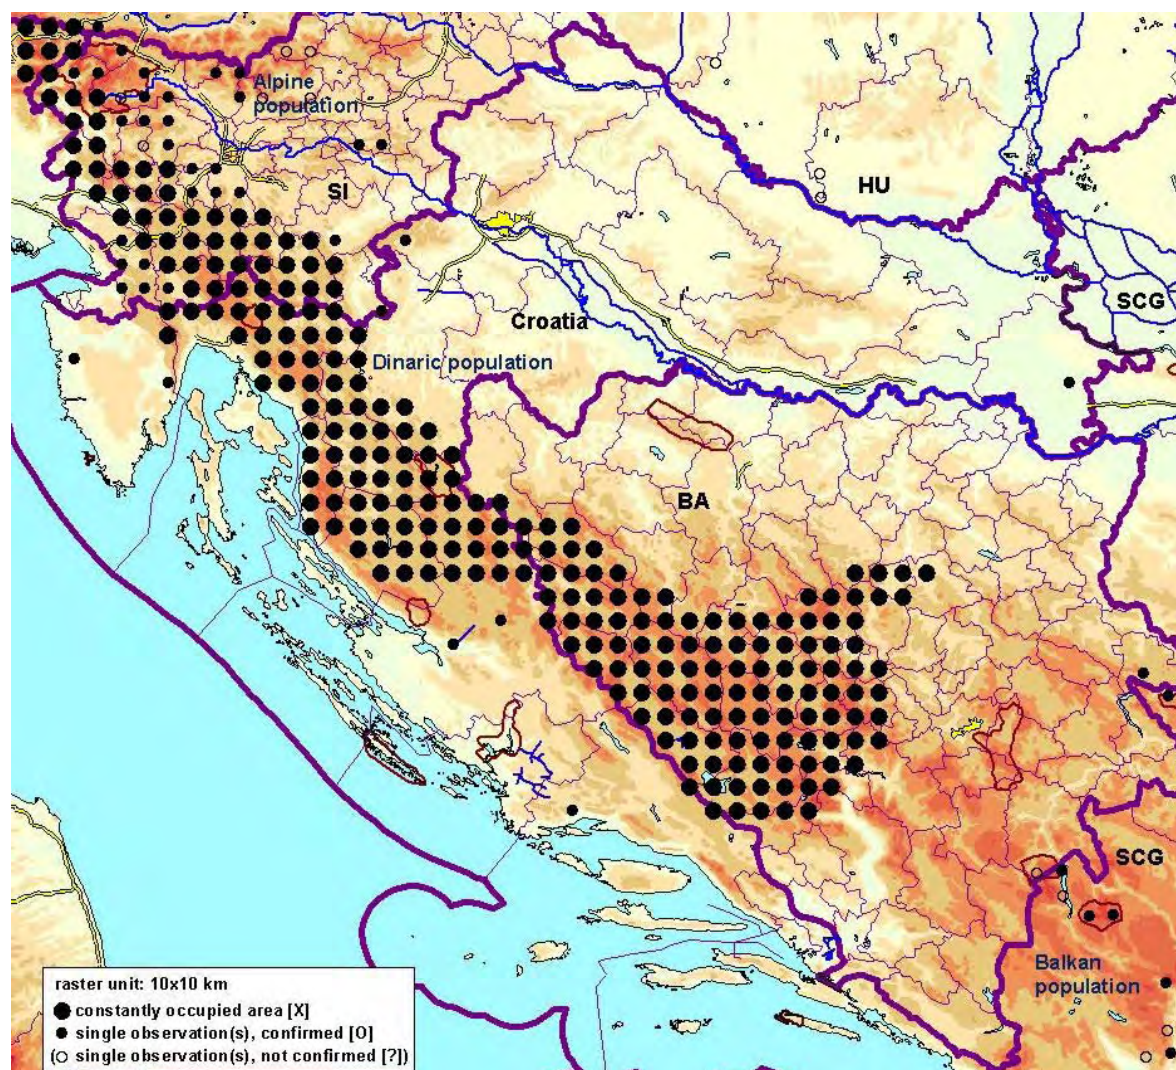 Alpine
population
SI
HU
SCG
Croatia
Dinaric population
BA
SCG
Balkan
population
raster unit: 10x10 km
constantly occupied area [X]
single observation(s), confirmed [O]
(○ single observation(s), not confirmed [?])